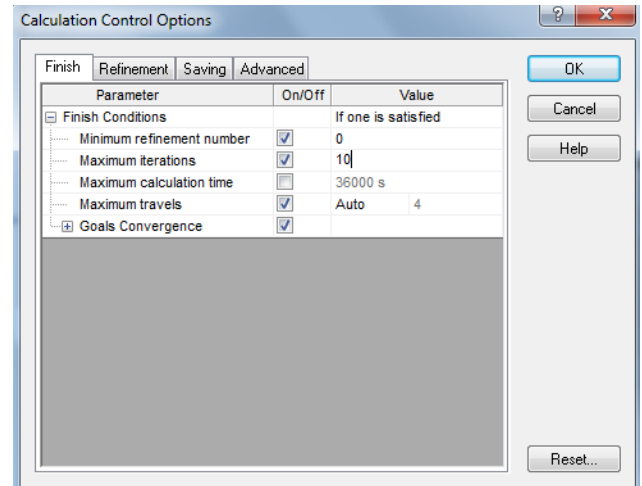 Calculation Control Options
Finish Refinement Saving Advanced
OK
Parameter On/Off Value
Cancel
Finish Conditions If one is satisfied
Minimum refinement number 0
Help
Maximum iterations 10
Maximum calculation time 36000 s
Maximum travels Auto 4
Goals Convergence
Reset...